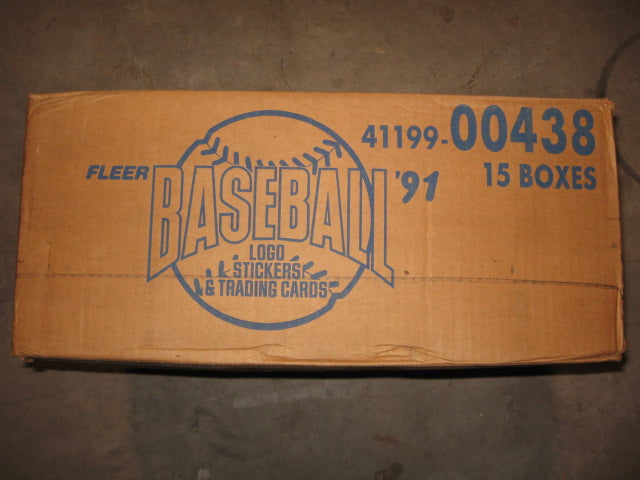 41199-00438
15 BOXES
FLEER BASEBALL '91
LOGO
STICKERS
& TRADING CARDS